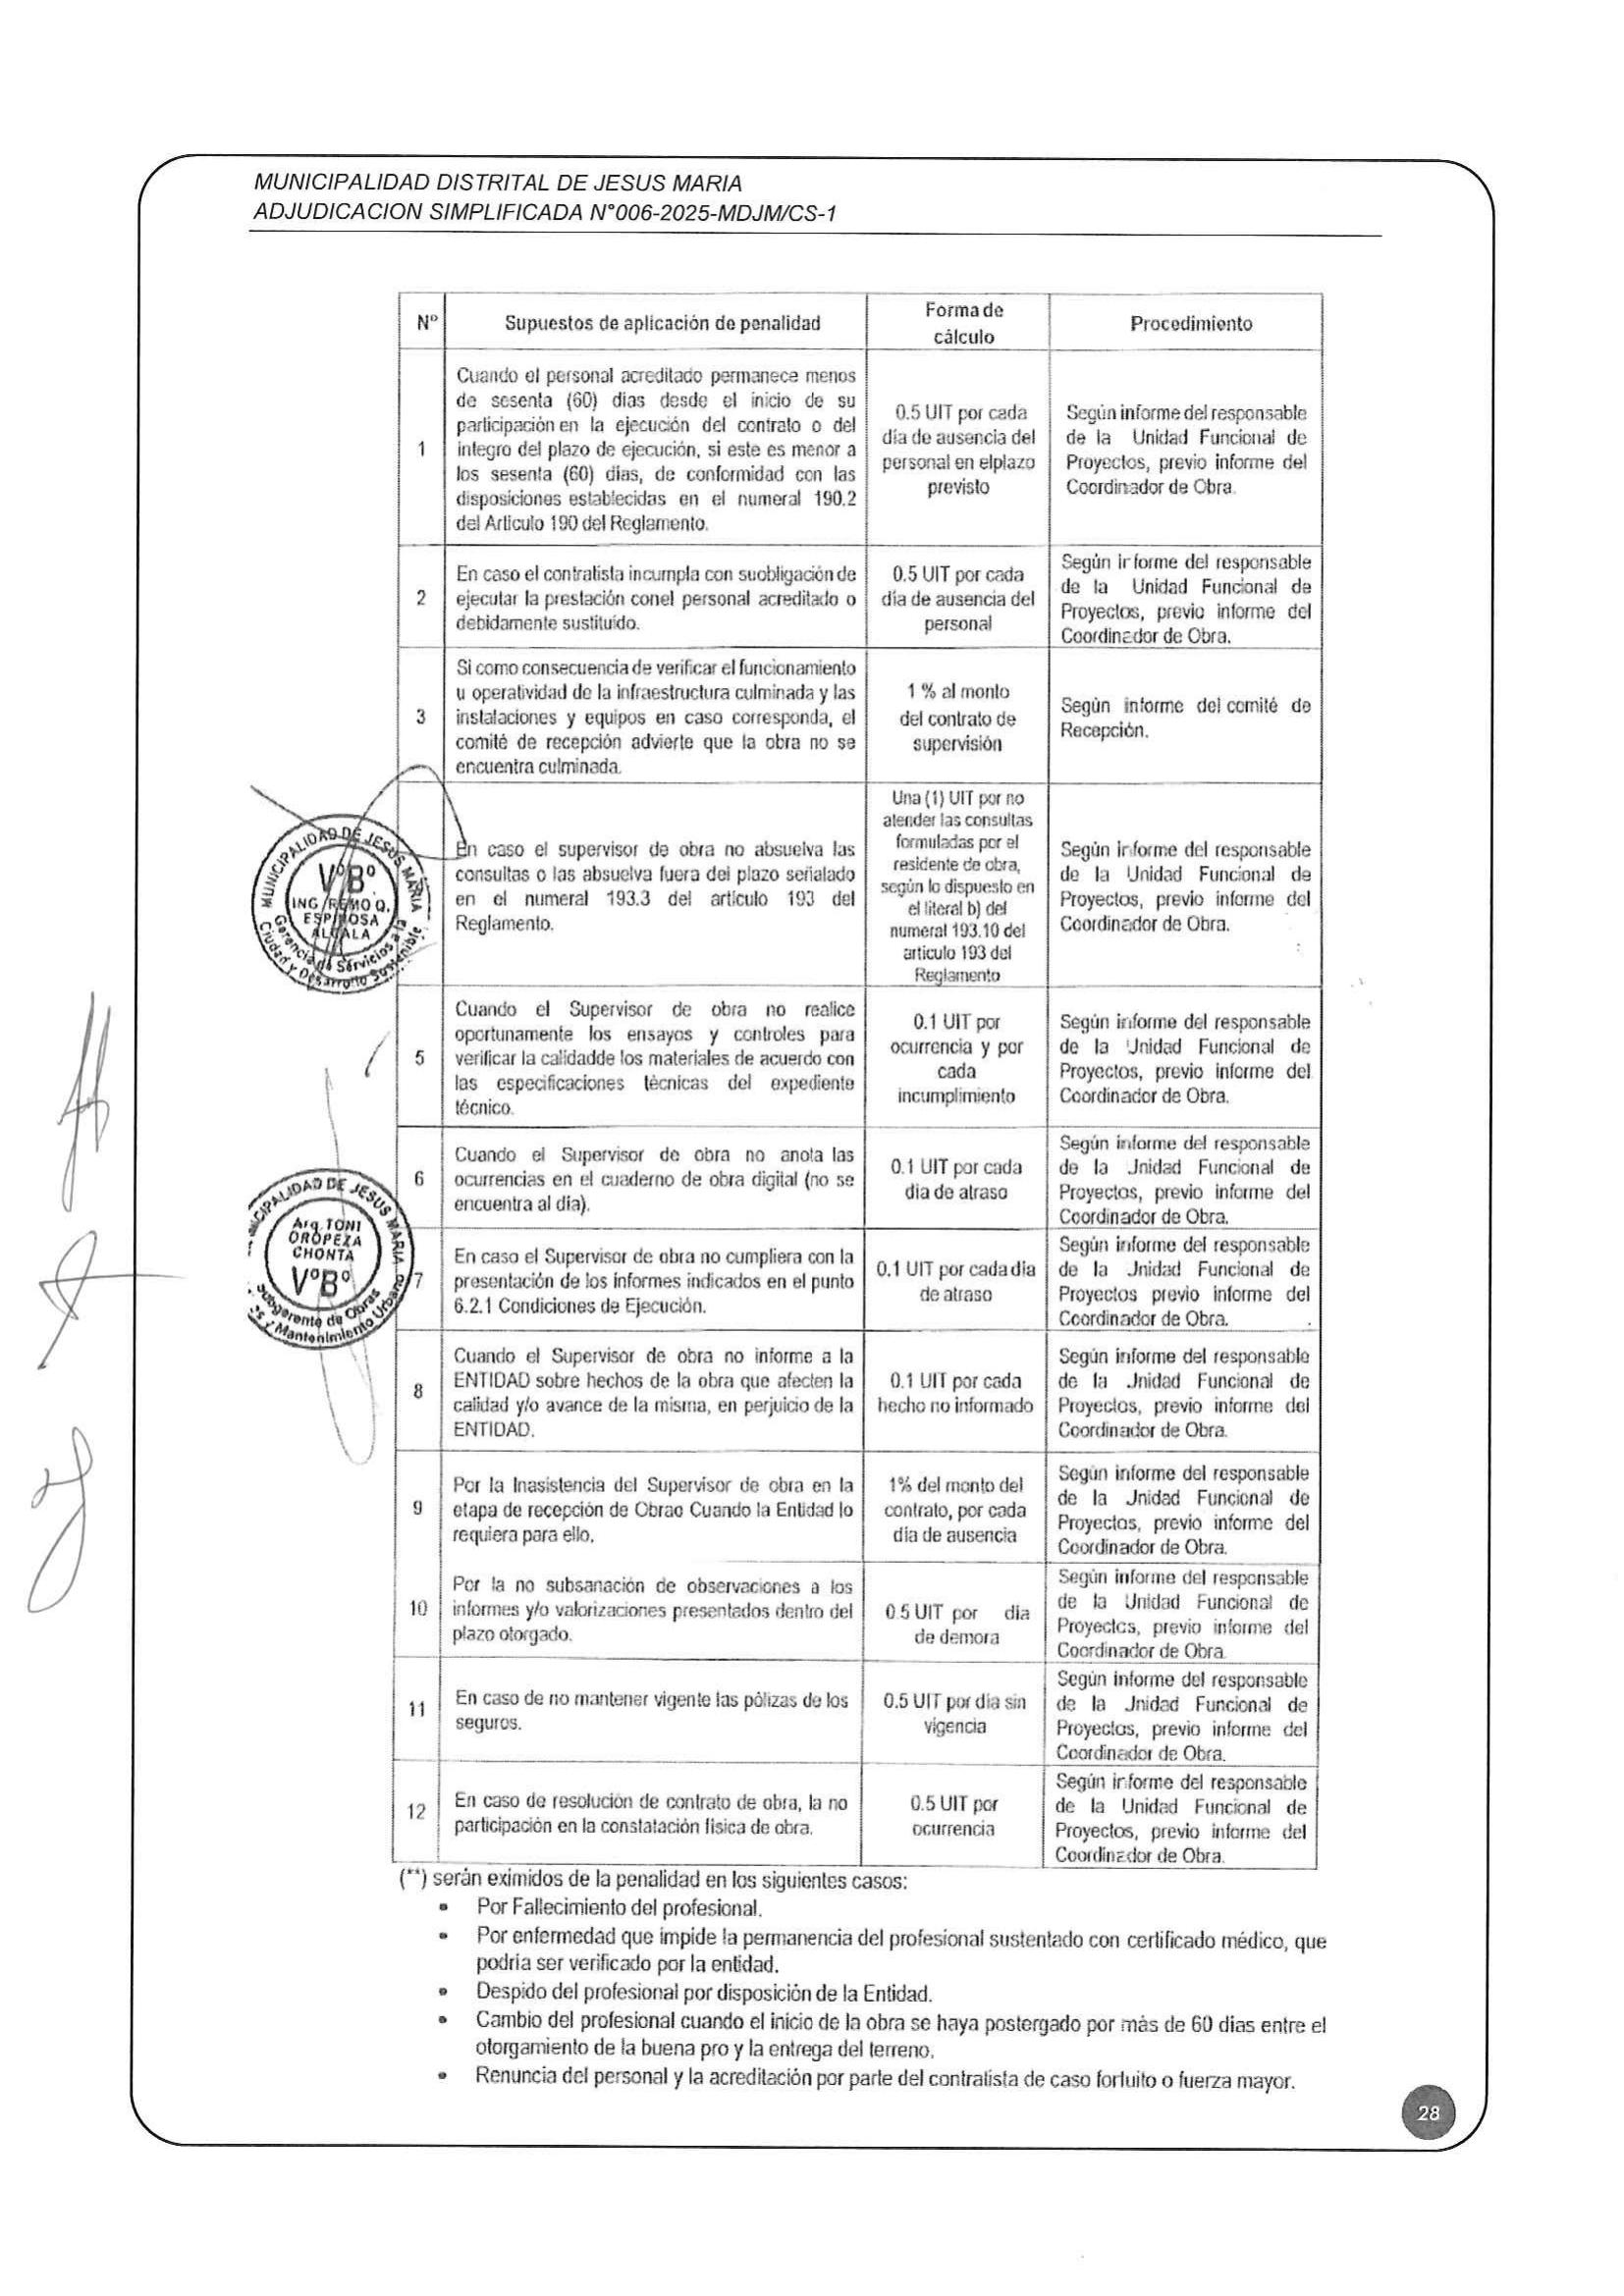 MUNICIPALIDAD DISTRITAL DE JESUS MARIA
ADJUDICACION SIMPLIFICADA N°006-2025-MDJM/CS-1
N° Supuestos de aplicación de penalidad Forma de cálculo Procedimiento
1
Cuando el personal acreditado permanece menos
de sesenta (60) dias desde el inicio de su
participación en la ejecución del contrato o del
integro del plazo de ejecución, si este es menor a
los sesenta (60) dias, de conformidad con las
disposiciones establecidas en el numeral 190.2
del Articulo 190 del Reglamento.
0.5 UIT por cada
día de ausencia del
personal en elplazo
previsto
Según informe del responsable
de la Unidad Funcional de
Proyectos, previo informe del
Coordinador de Obra.
2
En caso el contratista incumpla con suobligación de
ejecutar la prestación conel personal acreditado o
debidamente sustituido.
0.5 UIT por cada
día de ausencia del
personal
Según informe del responsable
de la Unidad Funcional de
Proyectos, previo informe del
Coordinador de Obra.
3
Si como consecuencia de verificar el funcionamiento
u operatividad de la infraestructura culminada y las
instalaciones y equipos en caso corresponda, el
comité de recepción advierte que la obra no se
encuentra culminada.
1 % al monto
del contrato de
supervisión
Según informe del comité de
Recepción.
En caso el supervisor de obra no absuelva las
consultas o las absuelva fuera del plazo señalado
en el numeral 193.3 del artículo 193 del
Reglamento.
Una (1) UIT por no
atender las consultas
formuladas por el
residente de obra,
según lo dispuesto en
el literal b) del
numeral 193.10 del
articulo 193 del
Reglamento
Según informe del responsable
de la Unidad Funcional de
Proyectos, previo informe del
Coordinador de Obra.
5
Cuando el Supervisor de obra no realice
oportunamente los ensayos y controles para
verificar la calidadde los materiales de acuerdo con
las especificaciones técnicas del expediente
técnico.
0.1 UIT por
ocurrencia y por
cada
incumplimiento
Según informe del responsable
de la Unidad Funcional de
Proyectos, previo informe del
Coordinador de Obra.
6
Cuando el Supervisor de obra no anota las
ocurrencias en el cuaderno de obra digital (no se
encuentra al día).
0.1 UIT por cada
dia de atraso
Según informe del responsable
de la Unidad Funcional de
Proyectos, previo informe del
Coordinador de Obra.
7
En caso el Supervisor de obra no cumpliera con la
presentación de los informes indicados en el punto
6.2.1 Condiciones de Ejecución.
0.1 UIT por cada día
de atraso
Según informe del responsable
de la Unidad Funcional de
Proyectos previo informe del
Coordinador de Obra.
8
Cuando el Supervisor de obra no informe a la
ENTIDAD sobre hechos de la obra que afecten la
calidad y/o avance de la misma, en perjuicio de la
ENTIDAD.
0.1 UIT por cada
hecho no informado
Según informe del responsable
de la Unidad Funcional de
Proyectos, previo informe del
Coordinador de Obra.
9
Por la Inasistencia del Supervisor de obra en la
etapa de recepción de Obrao Cuando la Entidad lo
requiera para ello.
1% del monto del
contrato, por cada
día de ausencia
Según informe del responsable
de la Unidad Funcional de
Proyectos, previo informe del
Coordinador de Obra.
10
Por la no subsanación de observaciones a los
informes y/o valorizaciones presentados dentro del
plazo otorgado.
0.5 UIT por dia
de demora
Según informe del responsable
de la Unidad Funcional de
Proyectos, previo informe del
Coordinador de Obra.
11
En caso de no mantener vigente las pólizas de los
seguros.
0.5 UIT por día sin
vigencia
Según informe del responsable
de la Unidad Funcional de
Proyectos, previo informe del
Coordinador de Obra.
12
En caso de resolución de contrato de obra, la no
participación en la constatación física de obra.
0.5 UIT por
ocurrencia
Según informe del responsable
de la Unidad Funcional de
Proyectos, previo informe del
Coordinador de Obra.
(**) serán eximidos de la penalidad en los siguientes casos:
• Por Fallecimiento del profesional.
• Por enfermedad que impide la permanencia del profesional sustentado con certificado médico, que
podría ser verificado por la entidad.
• Despido del profesional por disposición de la Entidad.
• Cambio del profesional cuando el inicio de la obra se haya postergado por más de 60 dias entre el
otorgamiento de la buena pro y la entrega del terreno.
• Renuncia del personal y la acreditación por parte del contratista de caso fortuito o fuerza mayor.
MUNICIPALIDAD DE JESUS MARIA
V°B°
ING. REMO Q.
ESPINOSA
ALCALA
Gerencia de Servicios a la
Ciudad y Desarrollo Sostenible
DE JESUS MARIA
Arq. TONI
OROPEZA
CHONTA
V°B°
Subgerente de Obras
y Mantenimiento Urbano
28